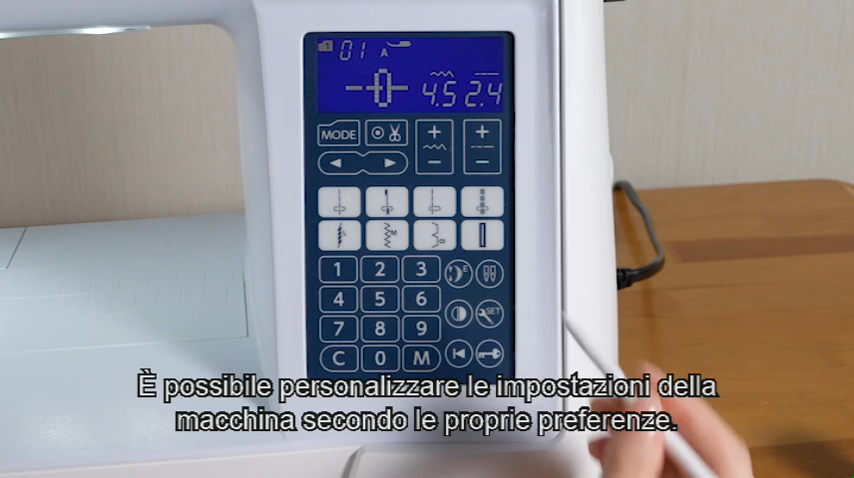 1 01 A
4.5 2.4
MODE
+ +
- -
M
1 2 3 E
4 5 6 SET
7 8 9
C 0 M
È possibile personalizzare le impostazioni della
macchina secondo le proprie preferenze.